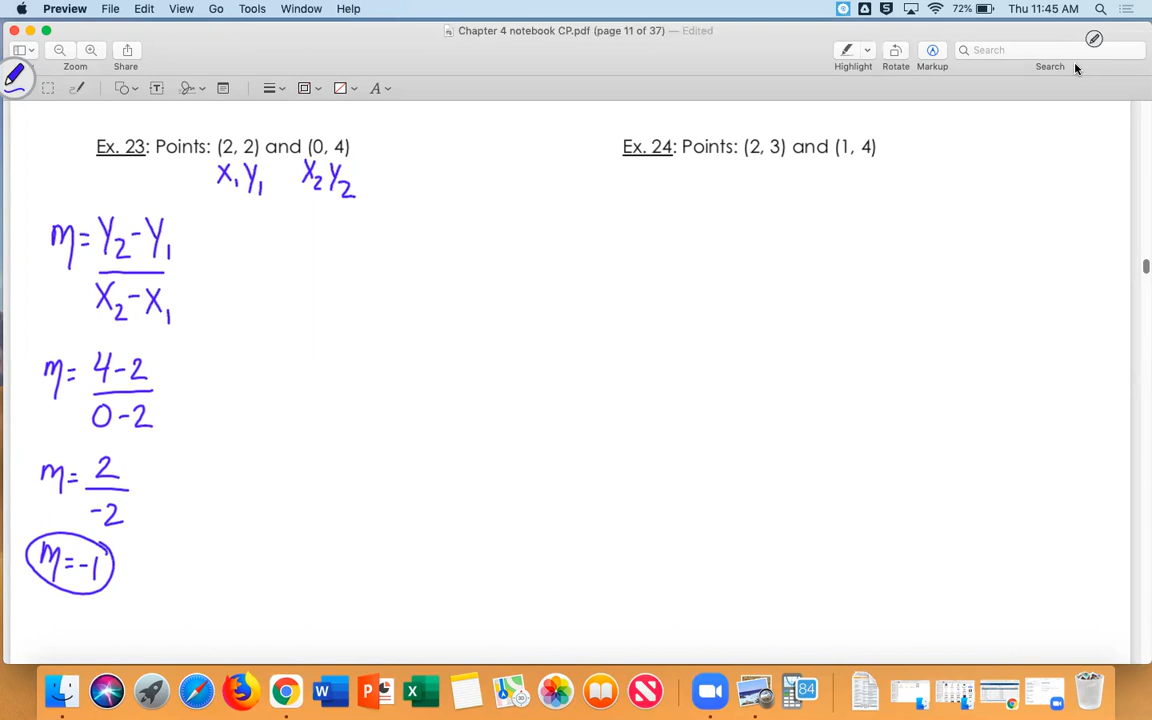 Preview File Edit View Go Tools Window Help 72% Thu 11:45 AM
Chapter 4 notebook CP.pdf (page 11 of 37) — Edited
Search
Zoom Share Highlight Rotate Markup Search
Ex. 23: Points: (2, 2) and (0, 4) Ex. 24: Points: (2, 3) and (1, 4)
X₁ Y₁ X₂ Y₂
m = Y₂ - Y₁
X₂ - X₁
m = 4 - 2
0 - 2
m = 2
-2
m = -1
84